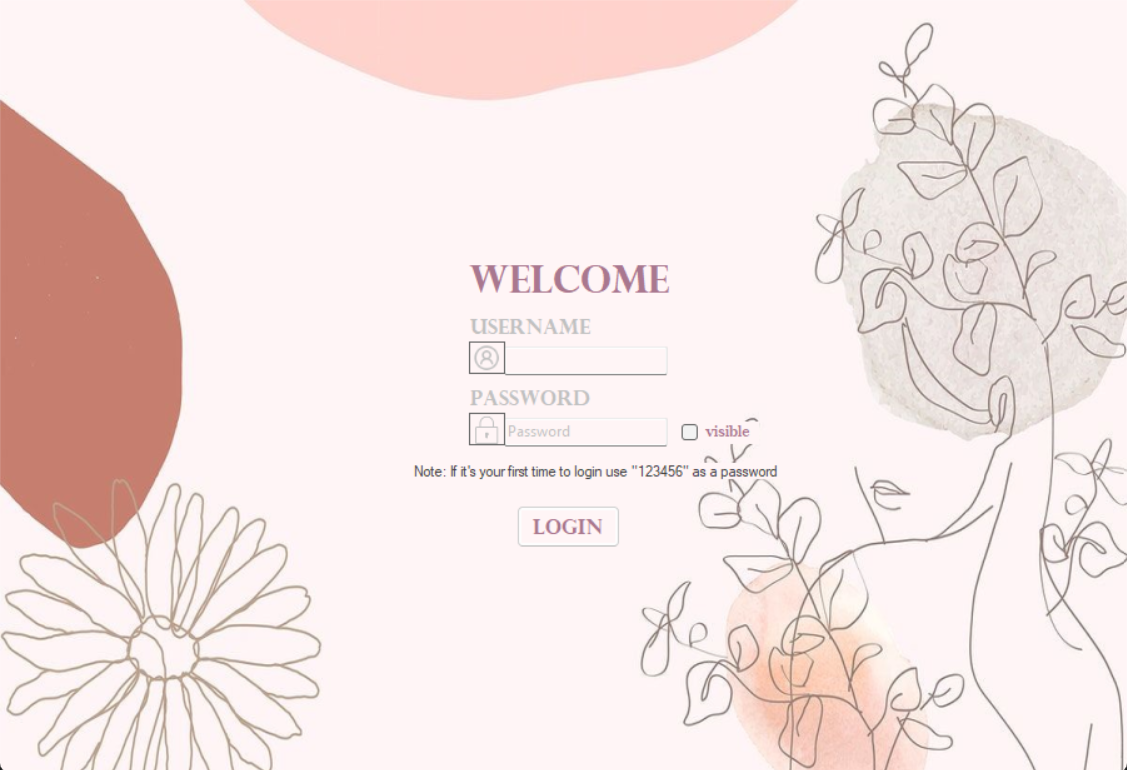 WELCOME
USERNAME
PASSWORD
Password
visible
Note: If it's your first time to login use "123456" as a password
LOGIN